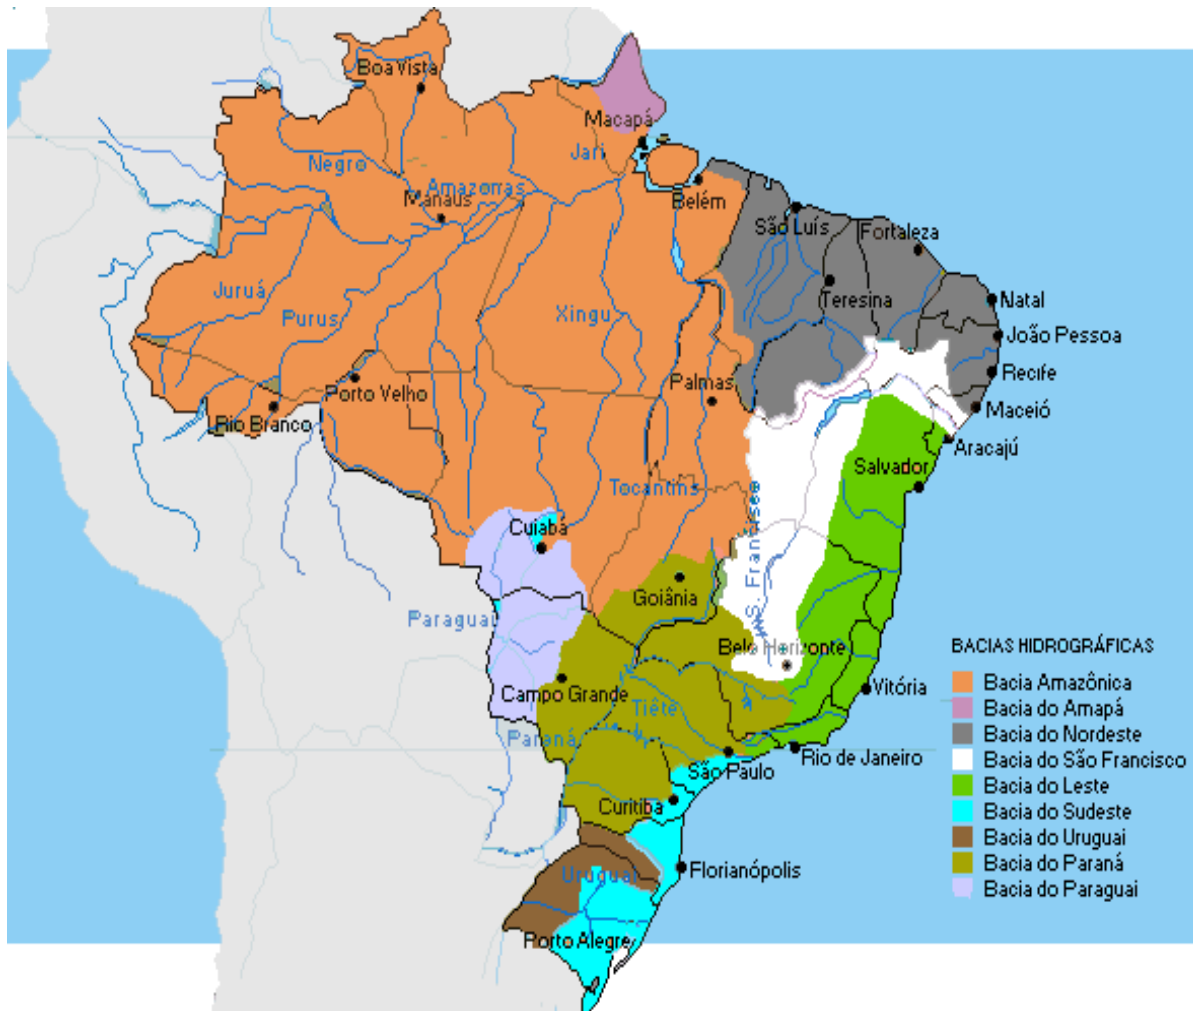 Boa Vista
Macapá
Jari
Negro
Amazonas
Manaus
Belém
São Luís
Fortaleza
Juruá
Purus
Xingu
Teresina
Natal
João Pessoa
Porto Velho
Palmas
Recife
Rio Branco
Maceió
Aracajú
Salvador
Tocantins
S. Francisco
Cuiabá
Goiânia
Paraguai
Belo Horizonte
Campo Grande
Vitória
Tiête
Paraná
São Paulo
Rio de Janeiro
Curitiba
Uruguai
Florianópolis
Porto Alegre
BACIAS HIDROGRÁFICAS
Bacia Amazônica
Bacia do Amapá
Bacia do Nordeste
Bacia do São Francisco
Bacia do Leste
Bacia do Sudeste
Bacia do Uruguai
Bacia do Paraná
Bacia do Paraguai